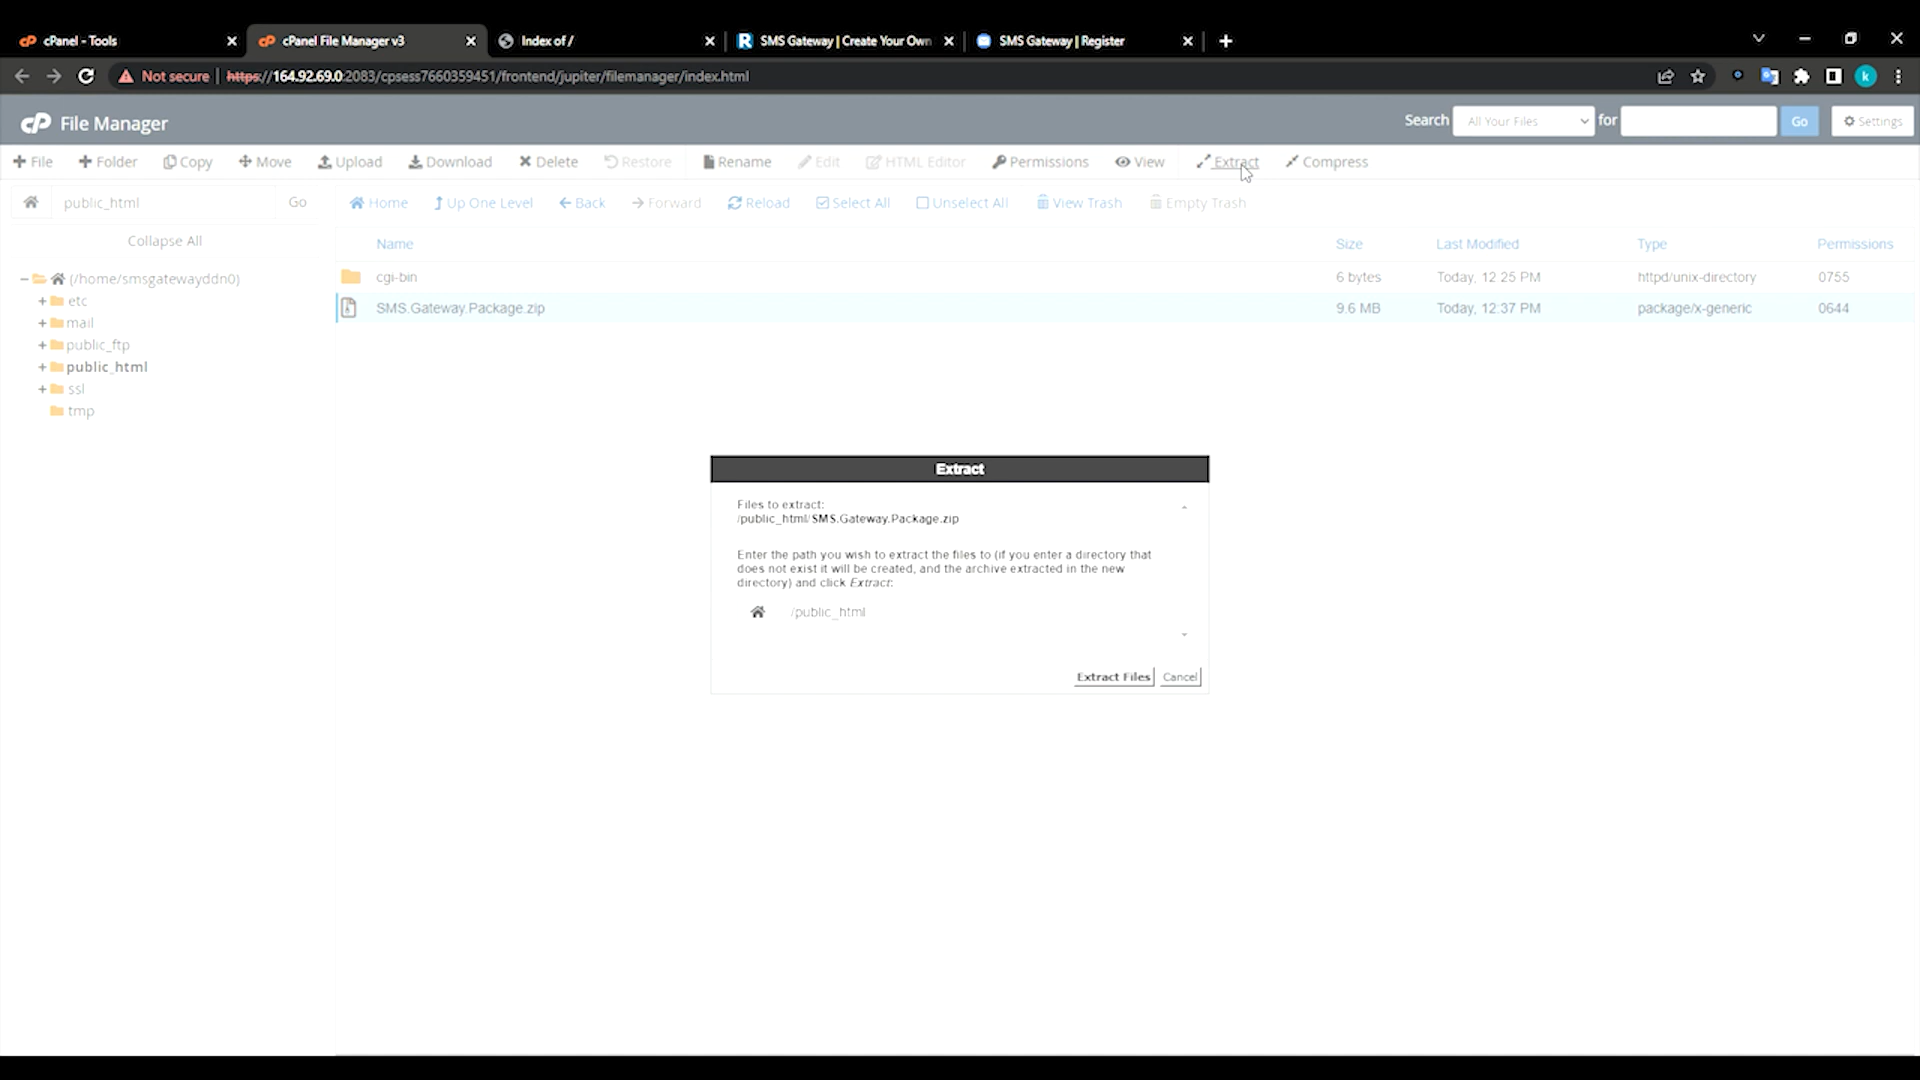 cPanel - Tools
cPanel File Manager v3
Index of /
SMS Gateway | Create Your Own
SMS Gateway | Register
Not secure | https://164.92.69.0:2083/cpsess7660359451/frontend/jupiter/filemanager/index.html
k
cP File Manager
Search All Your Files for Go Settings
File Folder Copy Move Upload Download Delete Restore Rename Edit HTML Editor Permissions View Extract Compress
public_html Go
Home Up One Level Back Forward Reload Select All Unselect All View Trash Empty Trash
Collapse All
Name Size Last Modified Type Permissions
cgi-bin 6 bytes Today, 12:25 PM httpd/unix-directory 0755
SMS.Gateway.Package.zip 9.6 MB Today, 12:37 PM package/x-generic 0644
(/home/smsgatewayddn0)
etc
mail
public_ftp
public_html
ssl
tmp
Extract
Files to extract:
/public_html/SMS.Gateway.Package.zip
Enter the path you wish to extract the files to (if you enter a directory that
does not exist it will be created, and the archive extracted in the new
directory) and click Extract:
/public_html
Extract Files Cancel